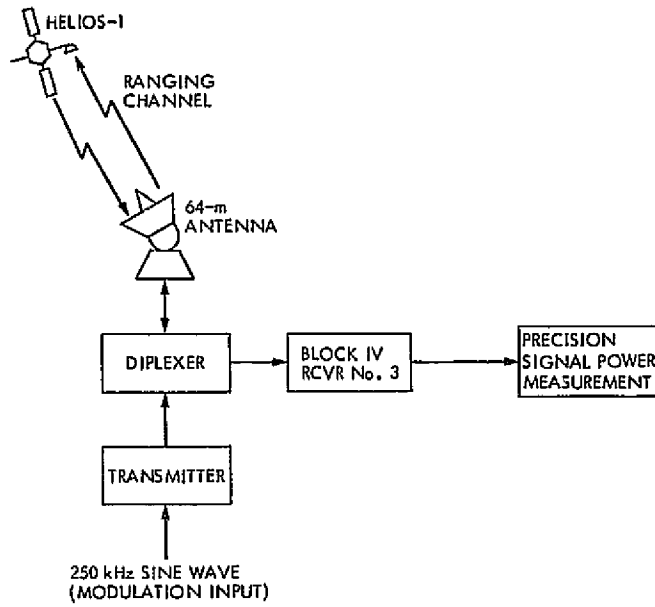 HELIOS-1
RANGING
CHANNEL
64-m
ANTENNA
DIPLEXER
BLOCK IV
RCVR No. 3
PRECISION
SIGNAL POWER
MEASUREMENT
TRANSMITTER
250 kHz SINE WAVE
(MODULATION INPUT)